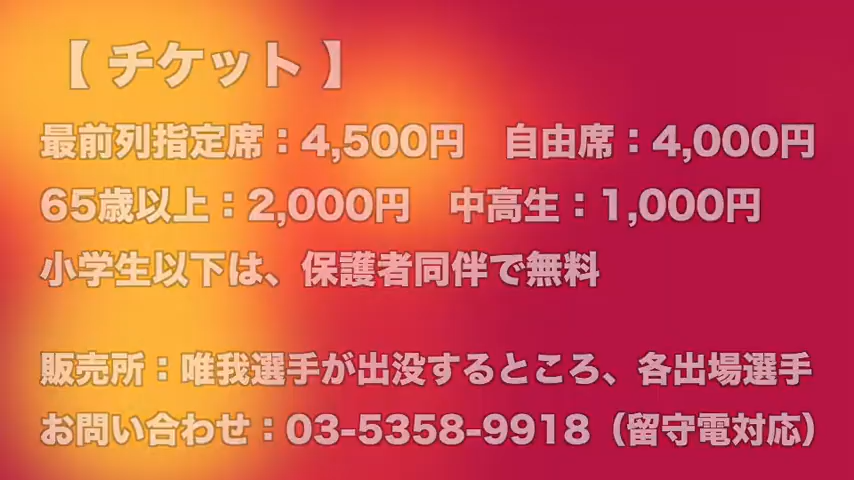 【 チケット 】
最前列指定席：4,500円　自由席：4,000円
65歳以上：2,000円　中高生：1,000円
小学生以下は、保護者同伴で無料
販売所：唯我選手が出没するところ、各出場選手
お問い合わせ：03-5358-9918（留守電対応）